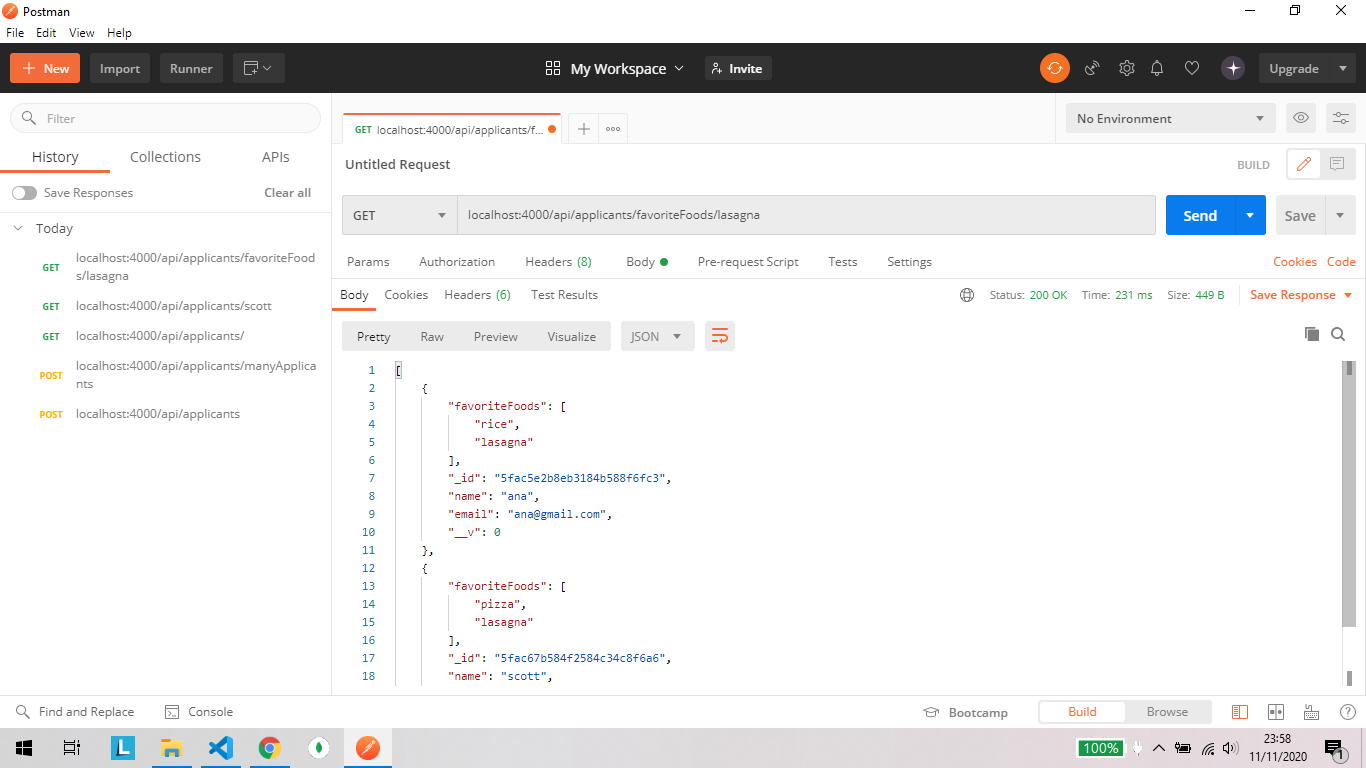 Postman
File Edit View Help
New Import Runner My Workspace Invite Upgrade
Filter
History Collections APIs
Save Responses Clear all
Today
GET localhost:4000/api/applicants/favoriteFood
s/lasagna
GET localhost:4000/api/applicants/scott
GET localhost:4000/api/applicants/
POST localhost:4000/api/applicants/manyApplica
nts
POST localhost:4000/api/applicants
GET localhost:4000/api/applicants/f...
No Environment
Untitled Request
BUILD
GET localhost:4000/api/applicants/favoriteFoods/lasagna
Send Save
Params Authorization Headers (8) Body Pre-request Script Tests Settings Cookies Code
Body Cookies Headers (6) Test Results Status: 200 OK Time: 231 ms Size: 449 B Save Response
Pretty Raw Preview Visualize JSON
1 [
2 {
3 "favoriteFoods": [
4 "rice",
5 "lasagna"
6 ],
7 "_id": "5fac5e2b8eb3184b588f6fc3",
8 "name": "ana",
9 "email": "ana@gmail.com",
10 "__v": 0
11 },
12 {
13 "favoriteFoods": [
14 "pizza",
15 "lasagna"
16 ],
17 "_id": "5fac67b584f2584c34c8f6a6",
18 "name": "scott",
Find and Replace Console Bootcamp Build Browse
L 100% 23:58
11/11/2020 1